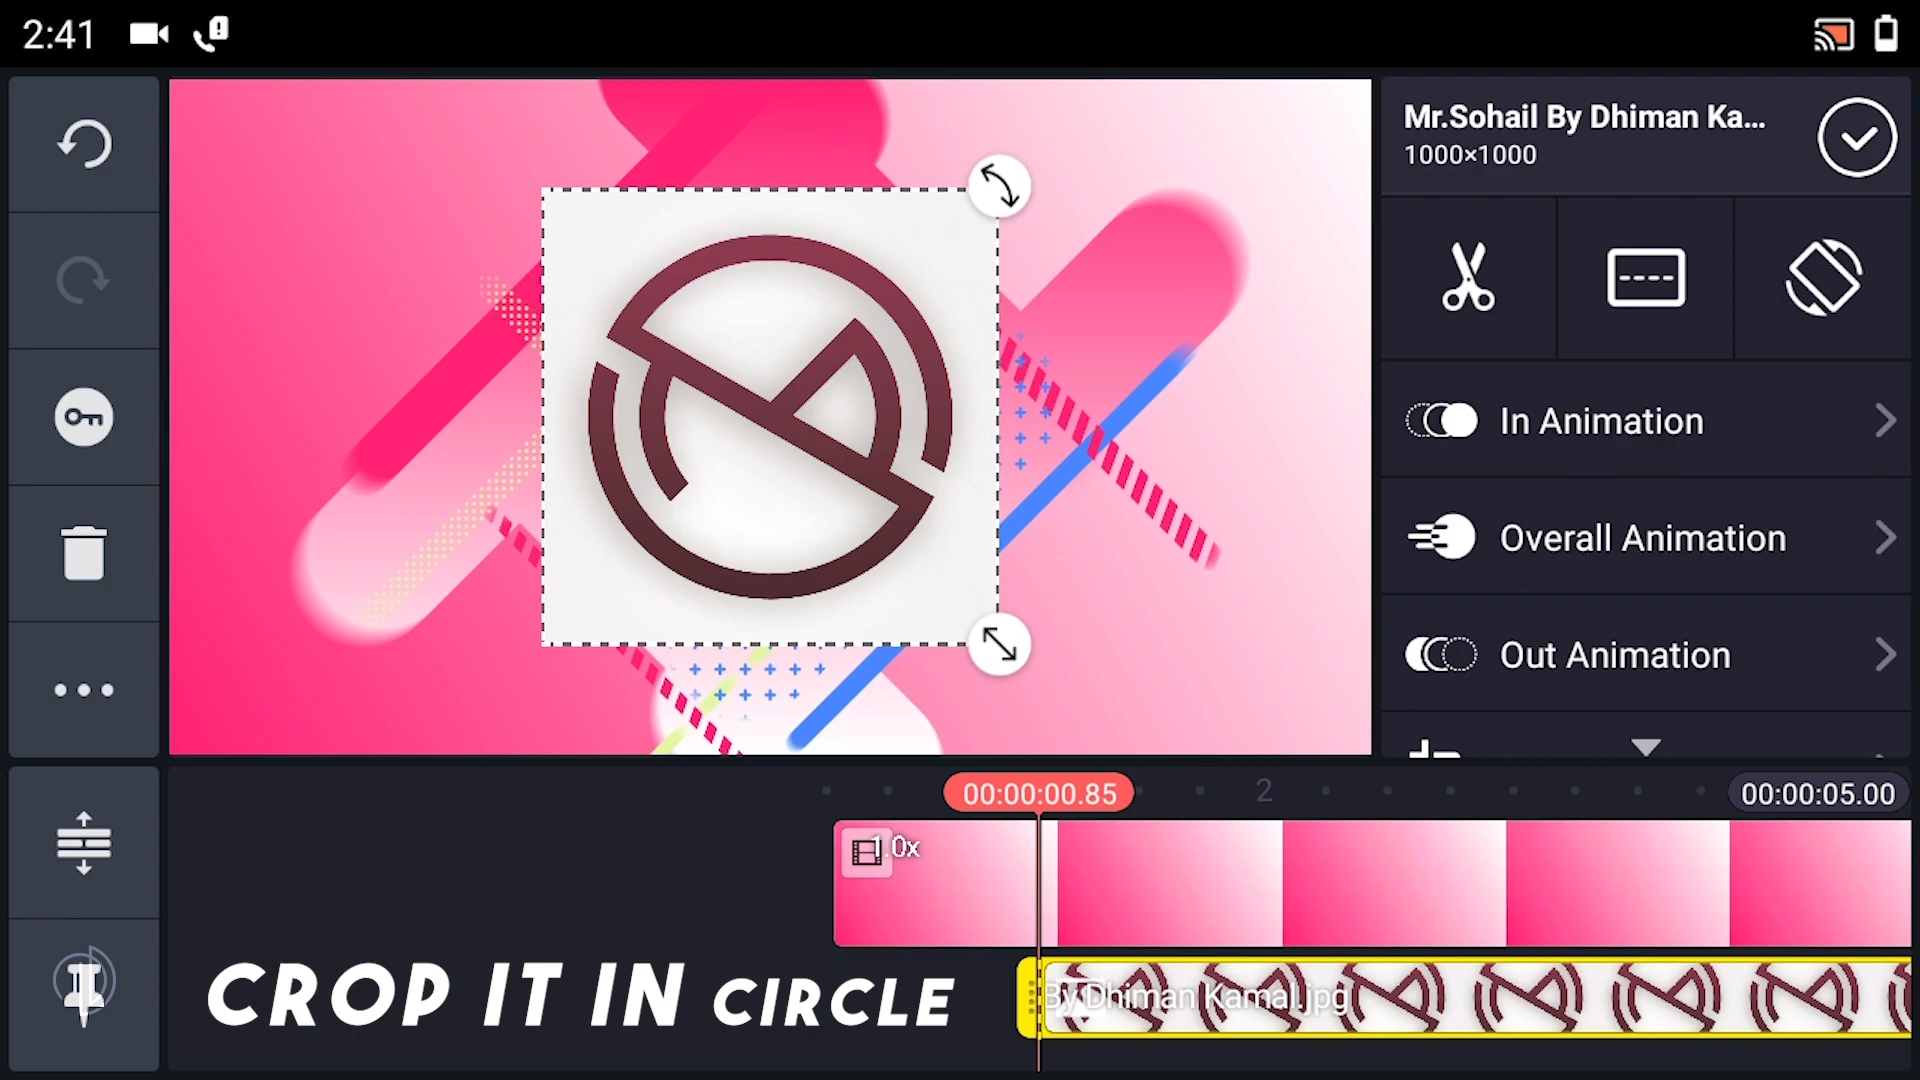 2:41
Mr.Sohail By Dhiman Ka...
1000×1000
In Animation
Overall Animation
Out Animation
00:00:00.85
2
00:00:05.00
1.0x
By Dhiman Kamal.jpg
CROP IT IN CIRCLE